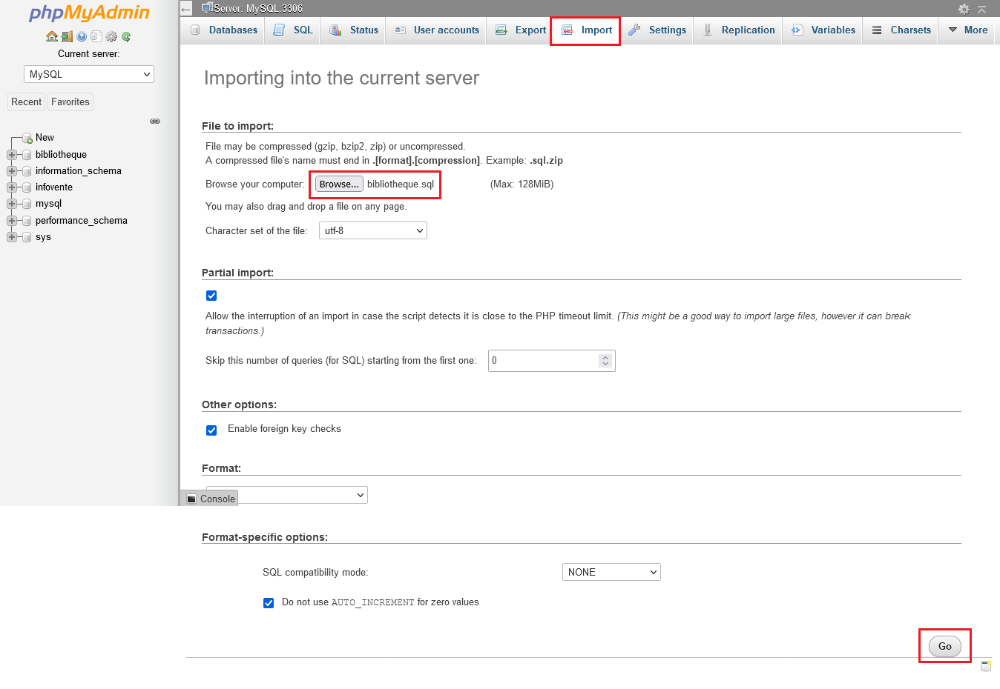 phpMyAdmin
Current server:
MySQL
Recent Favorites
New
bibliotheque
information_schema
infovente
mysql
performance_schema
sys
Server: MySQL:3306
Databases SQL Status User accounts Export Import Settings Replication Variables Charsets More
Importing into the current server
File to import:
File may be compressed (gzip, bzip2, zip) or uncompressed.
A compressed file's name must end in .[format].[compression]. Example: .sql.zip
Browse your computer: Browse... bibliotheque.sql (Max: 128MiB)
You may also drag and drop a file on any page.
Character set of the file: utf-8
Partial import:
Allow the interruption of an import in case the script detects it is close to the PHP timeout limit. (This might be a good way to import large files, however it can break
transactions.)
Skip this number of queries (for SQL) starting from the first one: 0
Other options:
Enable foreign key checks
Format:
Console
Format-specific options:
SQL compatibility mode: NONE
Do not use AUTO_INCREMENT for zero values
Go